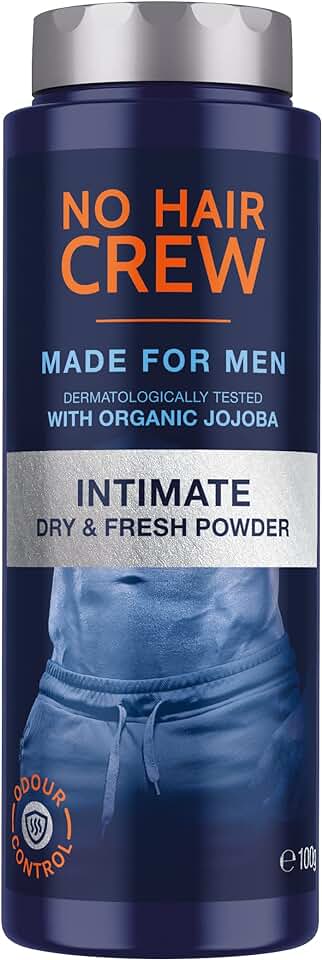 NO HAIR
CREW
MADE FOR MEN
DERMATOLOGICALLY TESTED
WITH ORGANIC JOJOBA
INTIMATE
DRY & FRESH POWDER
ODOUR
CONTROL
℮ 100g